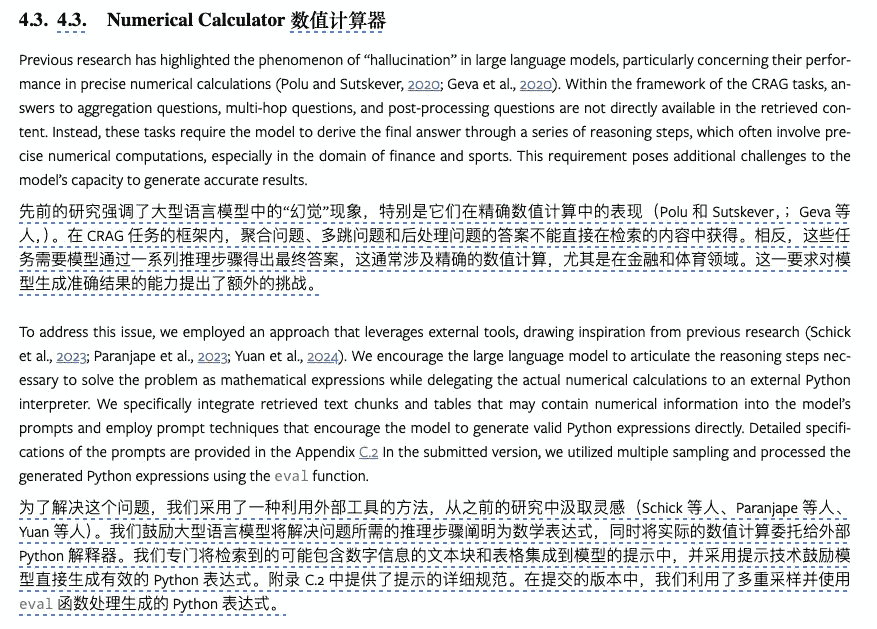 4.3. 4.3. Numerical Calculator 数值计算器
Previous research has highlighted the phenomenon of “hallucination” in large language models, particularly concerning their perfor-
mance in precise numerical calculations (Polu and Sutskever, 2020; Geva et al., 2020). Within the framework of the CRAG tasks, an-
swers to aggregation questions, multi-hop questions, and post-processing questions are not directly available in the retrieved con-
tent. Instead, these tasks require the model to derive the final answer through a series of reasoning steps, which often involve pre-
cise numerical computations, especially in the domain of finance and sports. This requirement poses additional challenges to the
model’s capacity to generate accurate results.
先前的研究强调了大型语言模型中的“幻觉”现象，特别是它们在精确数值计算中的表现（Polu 和 Sutskever，；Geva 等
人，）。在 CRAG 任务的框架内，聚合问题、多跳问题和后处理问题的答案不能直接在检索的内容中获得。相反，这些任
务需要模型通过一系列推理步骤得出最终答案，这通常涉及精确的数值计算，尤其是在金融和体育领域。这一要求对模
型生成准确结果的能力提出了额外的挑战。
To address this issue, we employed an approach that leverages external tools, drawing inspiration from previous research (Schick
et al., 2023; Paranjape et al., 2023; Yuan et al., 2024). We encourage the large language model to articulate the reasoning steps nec-
essary to solve the problem as mathematical expressions while delegating the actual numerical calculations to an external Python
interpreter. We specifically integrate retrieved text chunks and tables that may contain numerical information into the model’s
prompts and employ prompt techniques that encourage the model to generate valid Python expressions directly. Detailed specifi-
cations of the prompts are provided in the Appendix C.2 In the submitted version, we utilized multiple sampling and processed the
generated Python expressions using the eval function.
为了解决这个问题，我们采用了一种利用外部工具的方法，从之前的研究中汲取灵感（Schick 等人、Paranjape 等人、
Yuan 等人）。我们鼓励大型语言模型将解决问题所需的推理步骤阐明为数学表达式，同时将实际的数值计算委托给外部
Python 解释器。我们专门将检索到的可能包含数字信息的文本块和表格集成到模型的提示中，并采用提示技术鼓励模
型直接生成有效的 Python 表达式。附录 C.2 中提供了提示的详细规范。在提交的版本中，我们利用了多重采样并使用
eval 函数处理生成的 Python 表达式。